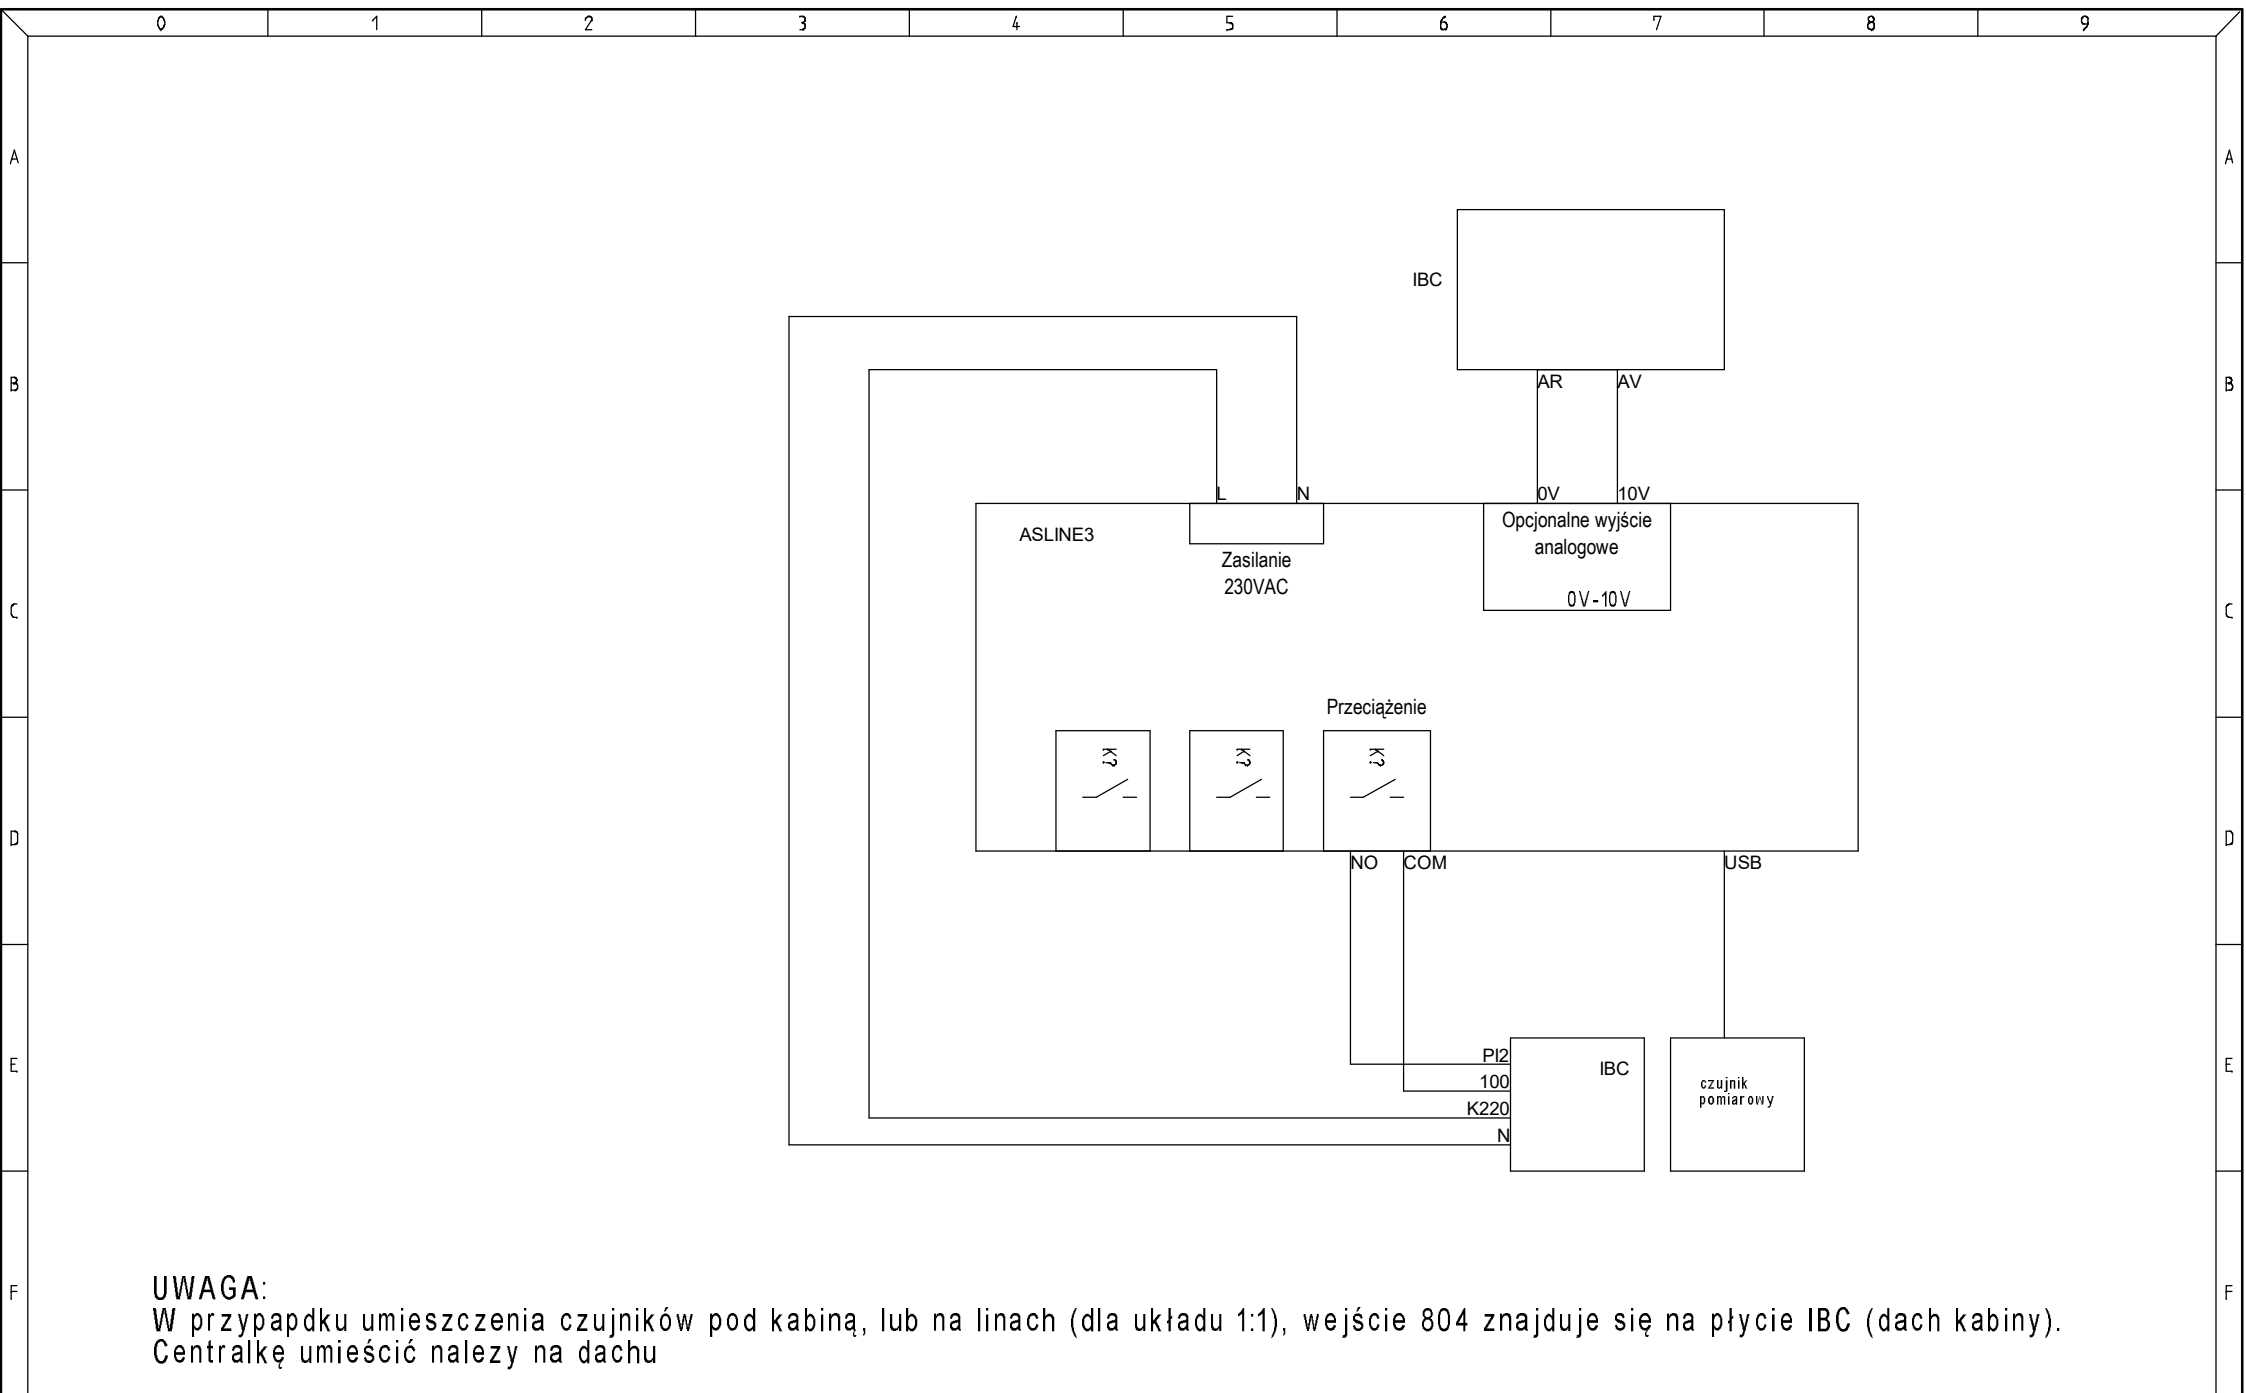 0 1 2 3 4 5 6 7 8 9
A A
IBC
B AR AV B
L N 0V 10V
ASLINE3 Opcjonalne wyjście
analogowe
Zasilanie
230VAC
C 0V-10V C
Przeciążenie
K? K? K?
D D
NO COM USB
PI2
E IBC E
100 czujnik
pomiarowy
K220
N
F F
UWAGA:
W przypapdku umieszczenia czujników pod kabiną, lub na linach (dla układu 1:1), wejście 804 znajduje się na płycie IBC (dach kabiny).
Centralkę umieścić nalezy na dachu